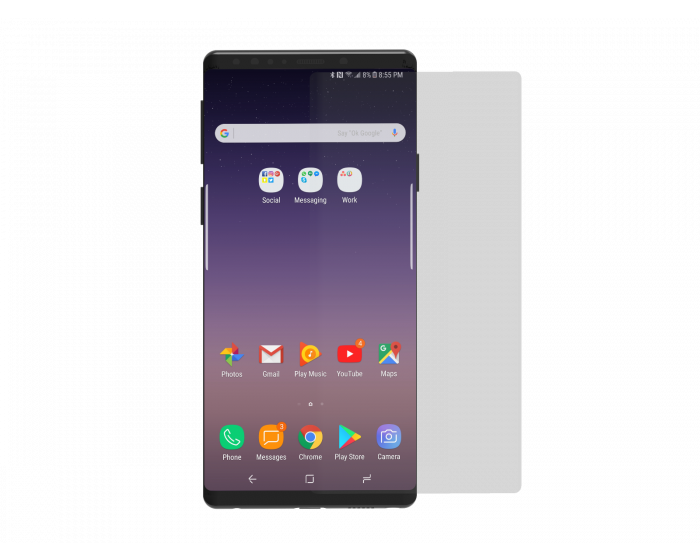 8% 8:55 PM
G Say "Ok Google"
Social Messaging Work
4
Photos Gmail Play Music YouTube Maps
3
Phone Messages Chrome Play Store Camera